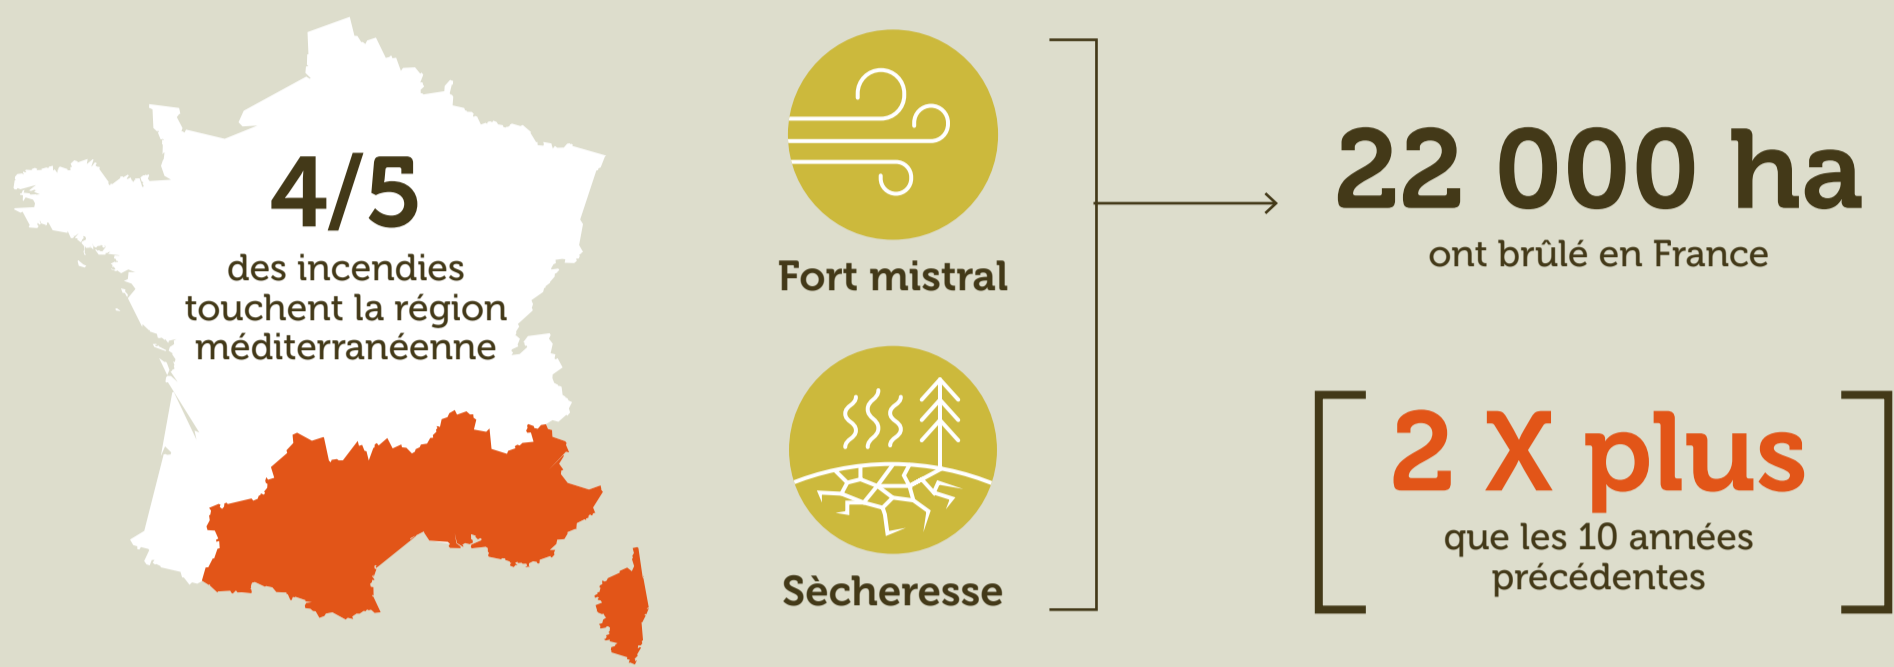 4/5
des incendies
touchent la région
méditerranéenne
Fort mistral
Sècheresse
22 000 ha
ont brûlé en France
2 X plus
que les 10 années
précédentes